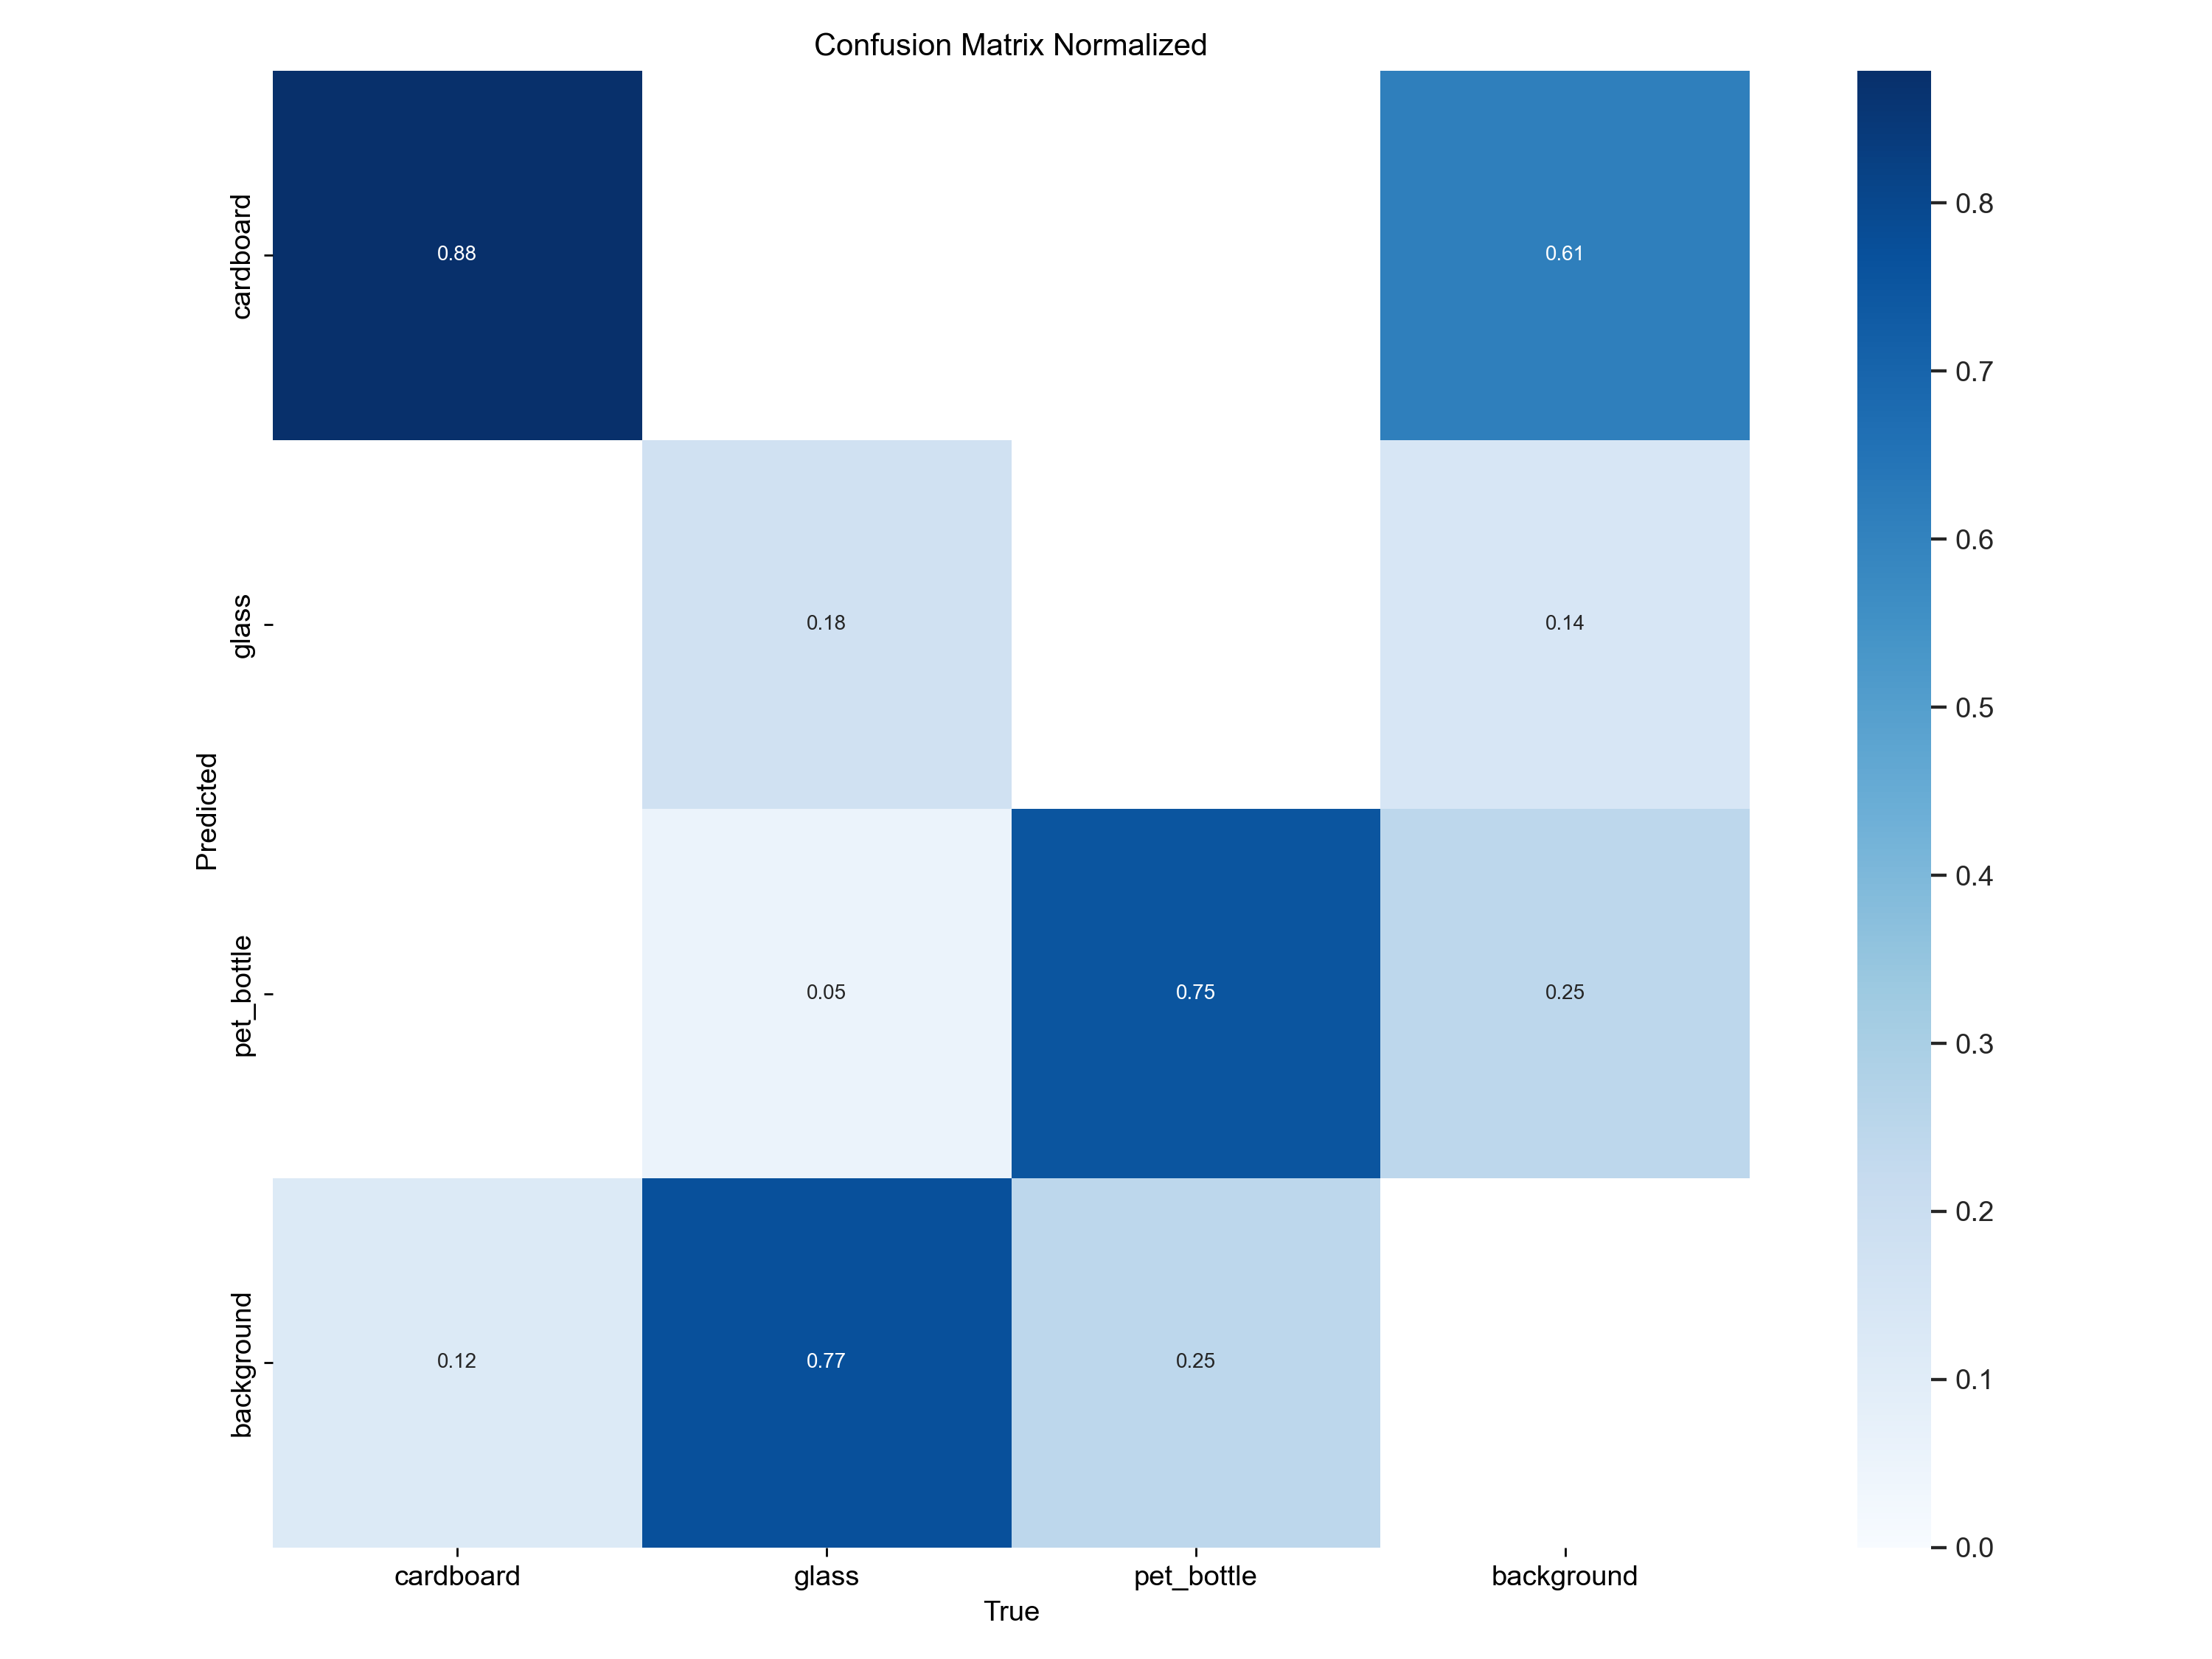 Confusion Matrix Normalized
cardboard
0.88
0.61
glass
0.18
0.14
pet_bottle
0.05
0.75
0.25
background
0.12
0.77
0.25
Predicted
cardboard
glass
pet_bottle
background
True
0.8
0.7
0.6
0.5
0.4
0.3
0.2
0.1
0.0